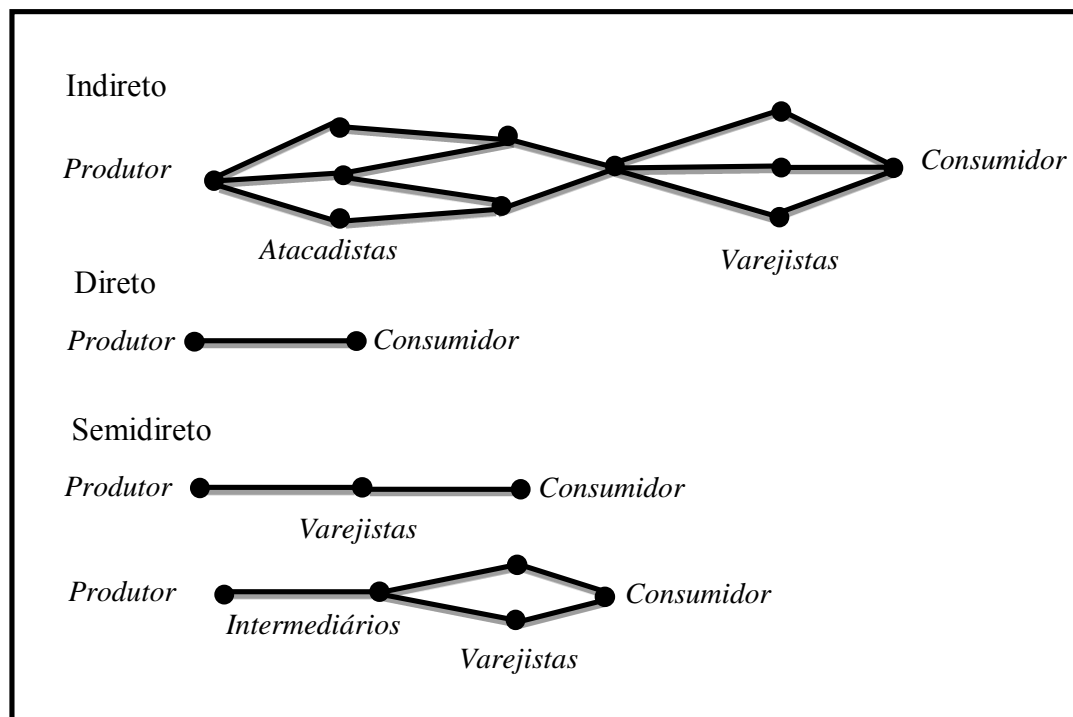 Indireto
Produtor
Consumidor
Atacadistas
Varejistas
Direto
Produtor
Consumidor
Semidireto
Produtor
Consumidor
Varejistas
Produtor
Consumidor
Intermediários
Varejistas